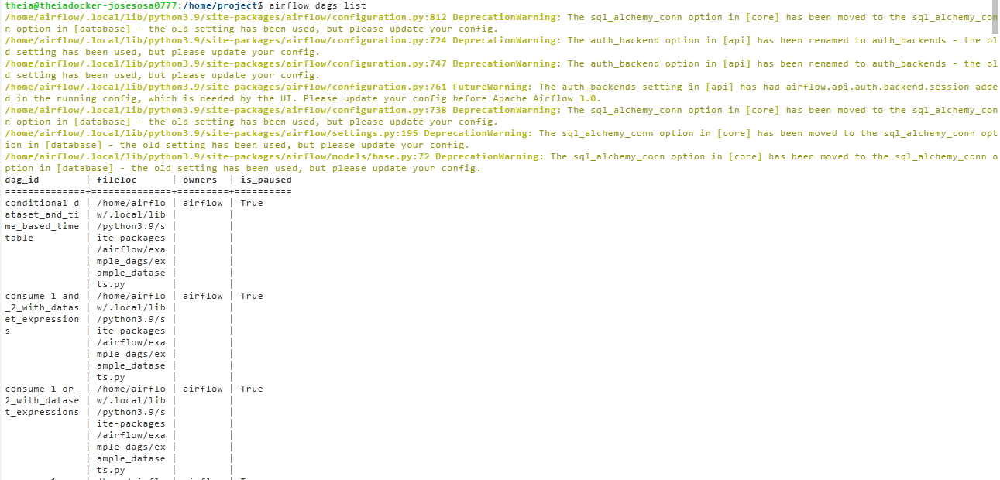 theia@theiadocker-josesosa0777:/home/project$ airflow dags list
/home/airflow/.local/lib/python3.9/site-packages/airflow/configuration.py:812 DeprecationWarning: The sql_alchemy_conn option in [core] has been moved to the sql_alchemy_con
n option in [database] - the old setting has been used, but please update your config.
/home/airflow/.local/lib/python3.9/site-packages/airflow/configuration.py:724 DeprecationWarning: The auth_backend option in [api] has been renamed to auth_backends - the ol
d setting has been used, but please update your config.
/home/airflow/.local/lib/python3.9/site-packages/airflow/configuration.py:747 DeprecationWarning: The auth_backend option in [api] has been renamed to auth_backends - the ol
d setting has been used, but please update your config.
/home/airflow/.local/lib/python3.9/site-packages/airflow/configuration.py:761 FutureWarning: The auth_backends setting in [api] has had airflow.api.auth.backend.session adde
d in the running config, which is needed by the UI. Please update your config before Apache Airflow 3.0.
/home/airflow/.local/lib/python3.9/site-packages/airflow/configuration.py:738 DeprecationWarning: The sql_alchemy_conn option in [core] has been moved to the sql_alchemy_con
n option in [database] - the old setting has been used, but please update your config.
/home/airflow/.local/lib/python3.9/site-packages/airflow/settings.py:195 DeprecationWarning: The sql_alchemy_conn option in [core] has been moved to the sql_alchemy_conn opt
ion in [database] - the old setting has been used, but please update your config.
/home/airflow/.local/lib/python3.9/site-packages/airflow/models/base.py:72 DeprecationWarning: The sql_alchemy_conn option in [core] has been moved to the sql_alchemy_conn o
ption in [database] - the old setting has been used, but please update your config.
dag_id        | fileloc      | owners  | is_paused
==============+==============+=========+==========
conditional_d | /home/airflo | airflow | True
ataset_and_ti | w/.local/lib |         |
me_based_time | /python3.9/s |         |
table         | ite-packages |         |
              | /airflow/exa |         |
              | mple_dags/ex |         |
              | ample_datase |         |
              | ts.py        |         |
consume_1_and | /home/airflo | airflow | True
_2_with_datas | w/.local/lib |         |
et_expression | /python3.9/s |         |
s             | ite-packages |         |
              | /airflow/exa |         |
              | mple_dags/ex |         |
              | ample_datase |         |
              | ts.py        |         |
consume_1_or_ | /home/airflo | airflow | True
2_with_datase | w/.local/lib |         |
t_expressions | /python3.9/s |         |
              | ite-packages |         |
              | /airflow/exa |         |
              | mple_dags/ex |         |
              | ample_datase |         |
              | ts.py        |         |